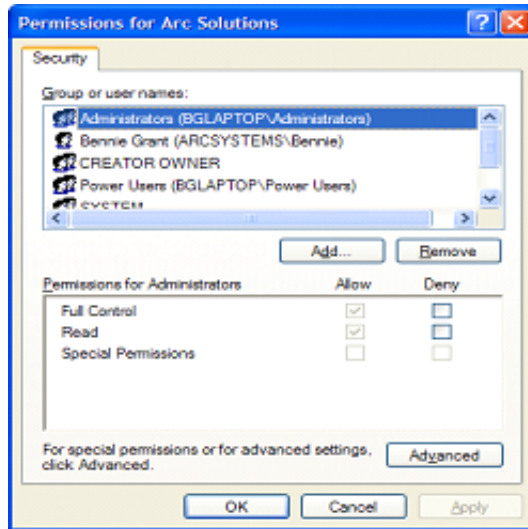 Permissions for Arc Solutions
Security
Group or user names:
Administrators (BGLAPTOP\Administrators)
Bennie Grant (ARCSYSTEMS\Bennie)
CREATOR OWNER
Power Users (BGLAPTOP\Power Users)
SYSTEM
Add... Remove
Permissions for Administrators Allow Deny
Full Control
Read
Special Permissions
For special permissions or for advanced settings,
click Advanced.
Advanced
OK Cancel Apply